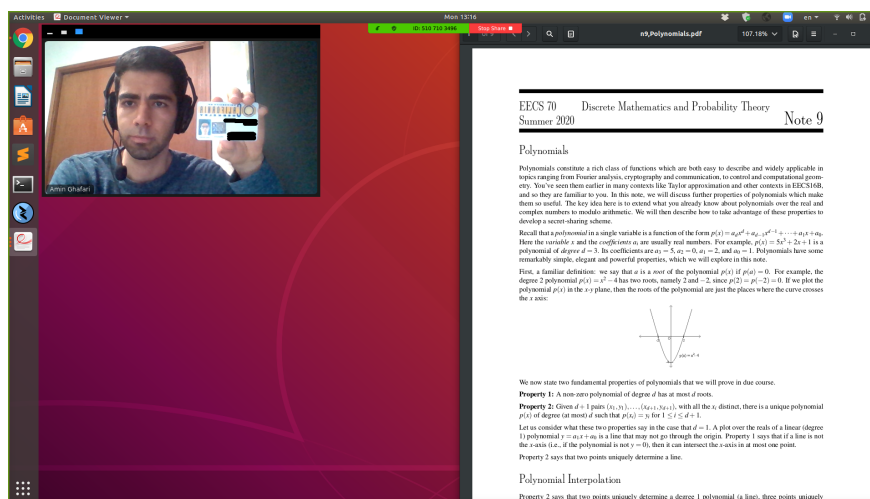 Activities Document Viewer ▾ Mon 13:16 en ▾
ID: 510 710 3496 Stop Share
n9,Polynomials.pdf 107.18%
Amin Ghafari
EECS 70 Discrete Mathematics and Probability Theory
Summer 2020 Note 9
Polynomials
Polynomials constitute a rich class of functions which are both easy to describe and widely applicable in
topics ranging from Fourier analysis, cryptography and communication, to control and computational geom-
etry. You've seen them earlier in many contexts like Taylor approximation and other contexts in EECS16B,
and so they are familiar to you. In this note, we will discuss further properties of polynomials which make
them so useful. The key idea here is to extend what you already know about polynomials over the real and
complex numbers to modulo arithmetic. We will then describe how to take advantage of these properties to
develop a secret-sharing scheme.
Recall that a polynomial in a single variable is a function of the form p(x) = a_d x^d + a_{d−1} x^{d−1} + ⋯ + a_1 x + a_0.
Here the variable x and the coefficients a_i are usually real numbers. For example, p(x) = 5x^3 + 2x + 1 is a
polynomial of degree d = 3. Its coefficients are a_3 = 5, a_2 = 0, a_1 = 2, and a_0 = 1. Polynomials have some
remarkably simple, elegant and powerful properties, which we will explore in this note.
First, a familiar definition: we say that a is a root of the polynomial p(x) if p(a) = 0. For example, the
degree 2 polynomial p(x) = x^2 − 4 has two roots, namely 2 and −2, since p(2) = p(−2) = 0. If we plot the
polynomial p(x) in the x-y plane, then the roots of the polynomial are just the places where the curve crosses
the x axis:
We now state two fundamental properties of polynomials that we will prove in due course.
Property 1: A non-zero polynomial of degree d has at most d roots.
Property 2: Given d + 1 pairs (x_1, y_1), …, (x_{d+1}, y_{d+1}), with all the x_i distinct, there is a unique polynomial
p(x) of degree (at most) d such that p(x_i) = y_i for 1 ≤ i ≤ d + 1.
Let us consider what these two properties say in the case that d = 1. A plot over the reals of a linear (degree
1) polynomial y = a_1 x + a_0 is a line that may not go through the origin. Property 1 says that if a line is not
the x-axis (i.e., if the polynomial is not y = 0), then it can intersect the x-axis in at most one point.
Property 2 says that two points uniquely determine a line.
Polynomial Interpolation
Property 2 says that two points uniquely determine a degree 1 polynomial (a line), three points uniquely